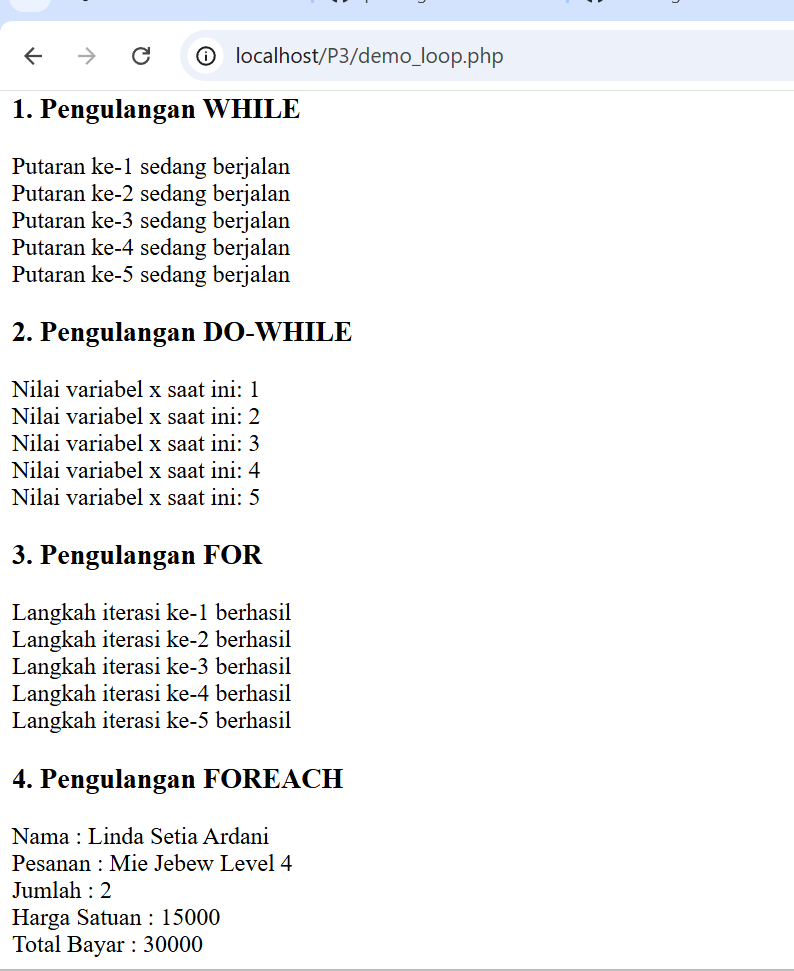 localhost/P3/demo_loop.php
1. Pengulangan WHILE
Putaran ke-1 sedang berjalan
Putaran ke-2 sedang berjalan
Putaran ke-3 sedang berjalan
Putaran ke-4 sedang berjalan
Putaran ke-5 sedang berjalan
2. Pengulangan DO-WHILE
Nilai variabel x saat ini: 1
Nilai variabel x saat ini: 2
Nilai variabel x saat ini: 3
Nilai variabel x saat ini: 4
Nilai variabel x saat ini: 5
3. Pengulangan FOR
Langkah iterasi ke-1 berhasil
Langkah iterasi ke-2 berhasil
Langkah iterasi ke-3 berhasil
Langkah iterasi ke-4 berhasil
Langkah iterasi ke-5 berhasil
4. Pengulangan FOREACH
Nama : Linda Setia Ardani
Pesanan : Mie Jebew Level 4
Jumlah : 2
Harga Satuan : 15000
Total Bayar : 30000